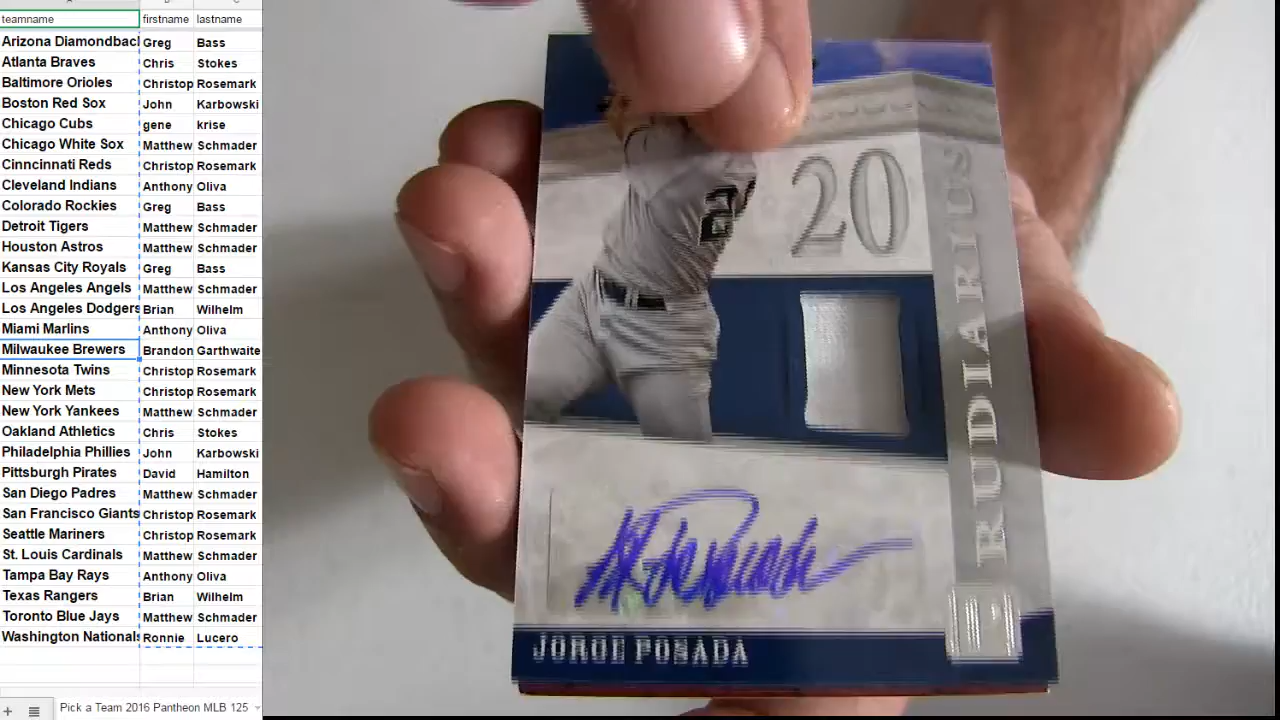 teamname firstname lastname
Arizona Diamondbacl Greg Bass
Atlanta Braves Chris Stokes
Baltimore Orioles Christop Rosemark
Boston Red Sox John Karbowski
Chicago Cubs gene krise
Chicago White Sox Matthew Schmader
Cinncinnati Reds Christop Rosemark
Cleveland Indians Anthony Oliva
Colorado Rockies Greg Bass
Detroit Tigers Matthew Schmader
Houston Astros Matthew Schmader
Kansas City Royals Greg Bass
Los Angeles Angels Matthew Schmader
Los Angeles Dodgers Brian Wilhelm
Miami Marlins Anthony Oliva
Milwaukee Brewers Brandon Garthwaite
Minnesota Twins Christop Rosemark
New York Mets Christop Rosemark
New York Yankees Matthew Schmader
Oakland Athletics Chris Stokes
Philadelphia Phillies John Karbowski
Pittsburgh Pirates David Hamilton
San Diego Padres Matthew Schmader
San Francisco Giants Christop Rosemark
Seattle Mariners Christop Rosemark
St. Louis Cardinals Matthew Schmader
Tampa Bay Rays Anthony Oliva
Texas Rangers Brian Wilhelm
Toronto Blue Jays Matthew Schmader
Washington Nationals Ronnie Lucero
Pick a Team 2016 Pantheon MLB 125
20
RUDIARIUS
JORGE POSADA